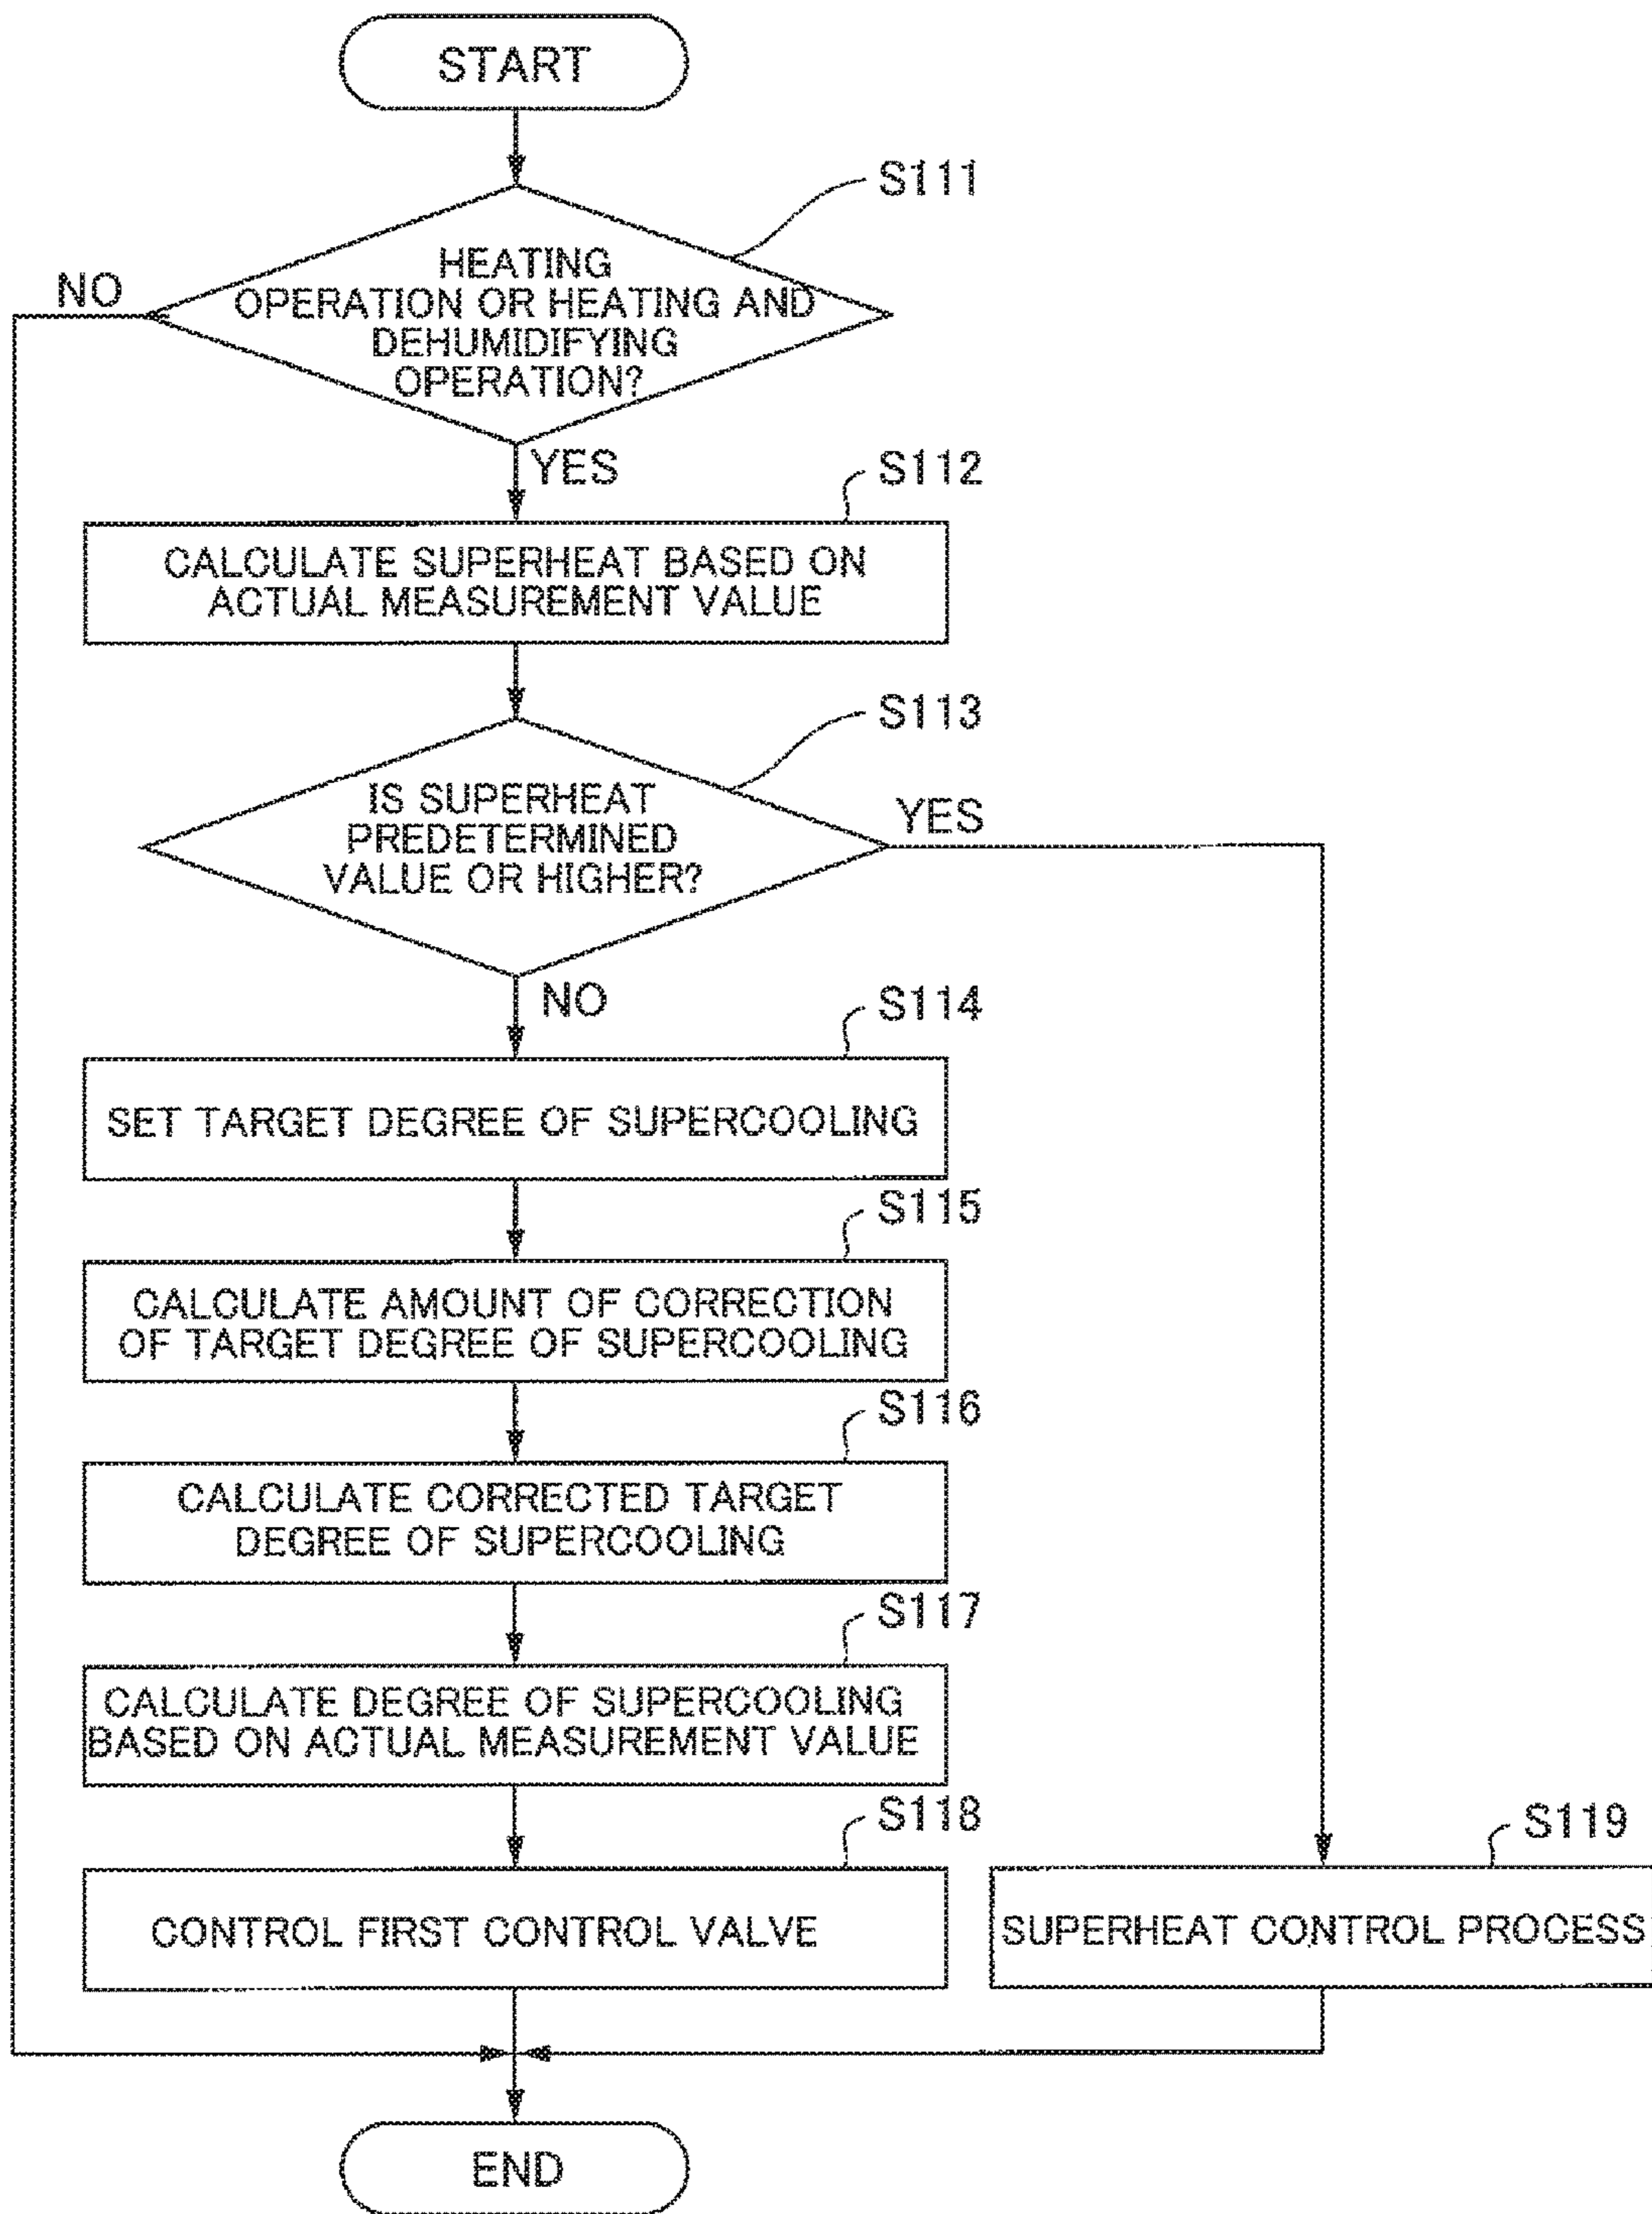 START
S111
HEATING
OPERATION OR HEATING AND
DEHUMIDIFYING
OPERATION?
NO
YES
S112
CALCULATE SUPERHEAT BASED ON
ACTUAL MEASUREMENT VALUE
S113
IS SUPERHEAT
PREDETERMINED
VALUE OR HIGHER?
YES
NO
S114
SET TARGET DEGREE OF SUPERCOOLING
S115
CALCULATE AMOUNT OF CORRECTION
OF TARGET DEGREE OF SUPERCOOLING
S116
CALCULATE CORRECTED TARGET
DEGREE OF SUPERCOOLING
S117
CALCULATE DEGREE OF SUPERCOOLING
BASED ON ACTUAL MEASUREMENT VALUE
S118
CONTROL FIRST CONTROL VALVE
S119
SUPERHEAT CONTROL PROCESS
END